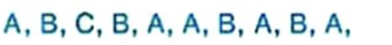 A, B, C, B, A, A, B, A, B, A,